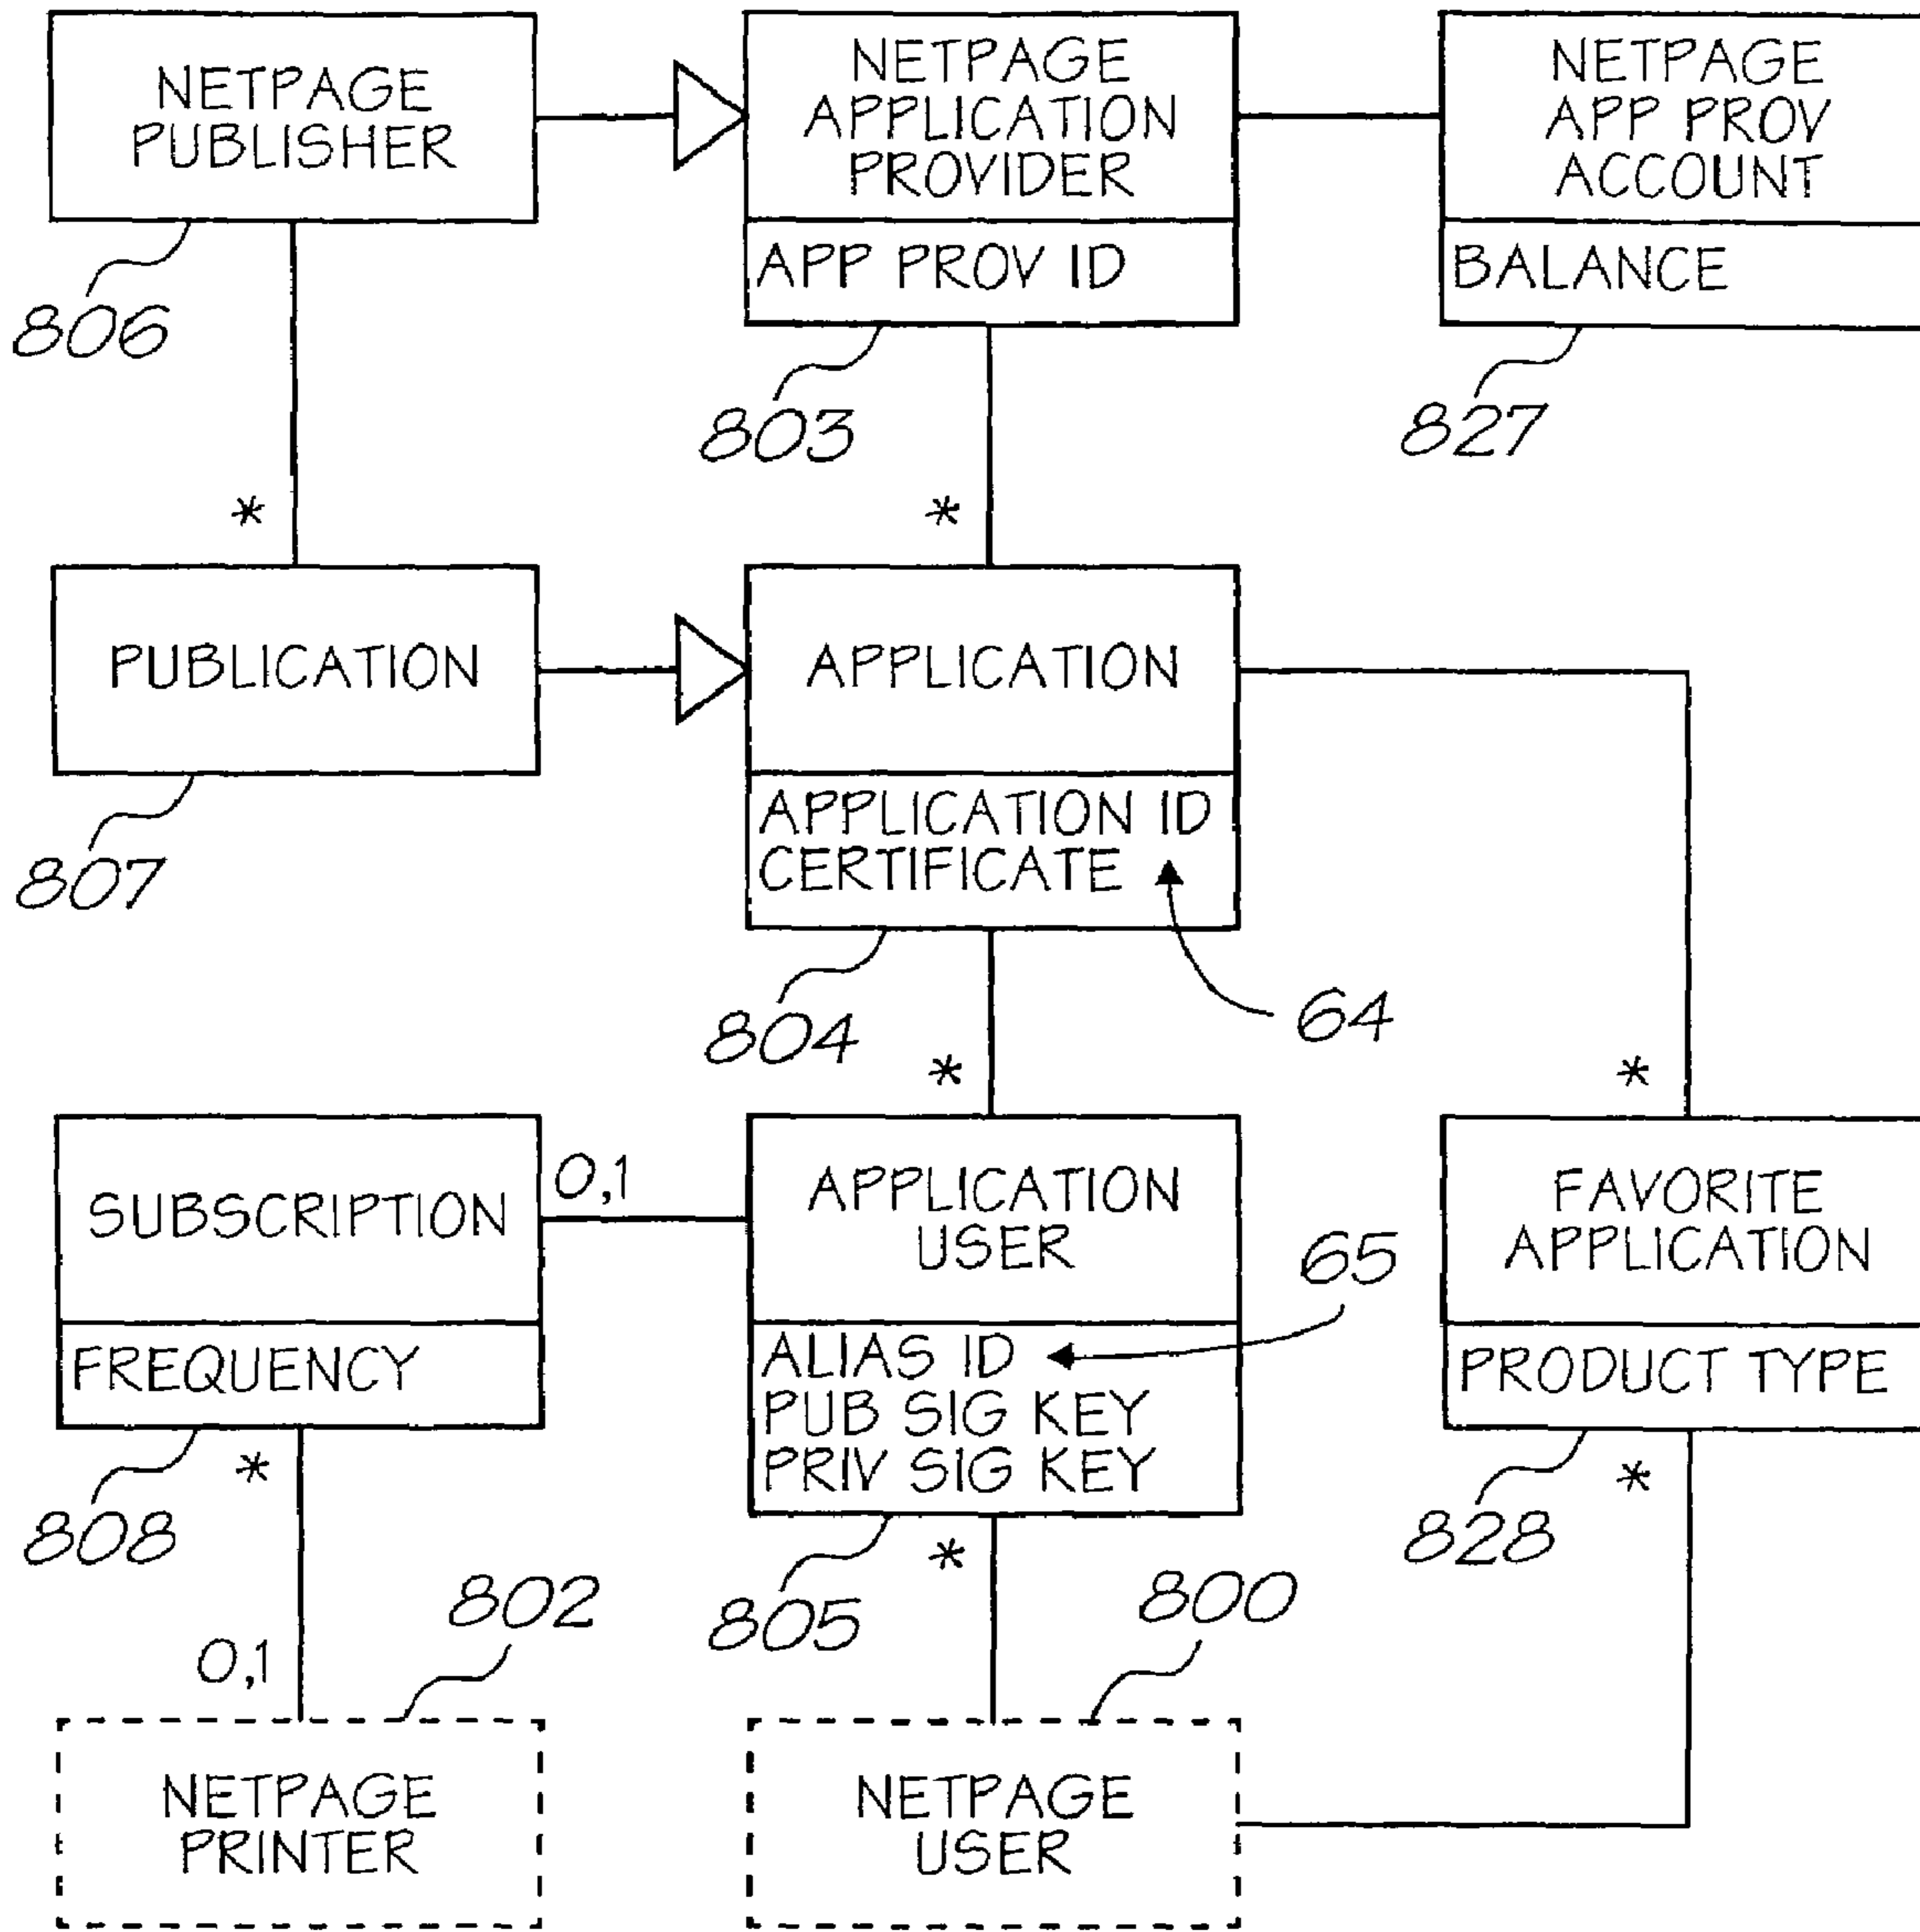 NETPAGE
PUBLISHER
NETPAGE
APPLICATION
PROVIDER
APP PROV ID
NETPAGE
APP PROV
ACCOUNT
BALANCE
806
803
827
*
*
PUBLICATION
APPLICATION
APPLICATION ID
CERTIFICATE
807
804
64
*
*
SUBSCRIPTION
FREQUENCY
0,1
APPLICATION
USER
ALIAS ID
PUB SIG KEY
PRIV SIG KEY
65
FAVORITE
APPLICATION
PRODUCT TYPE
808
*
805
*
828
*
802
800
0,1
NETPAGE
PRINTER
NETPAGE
USER